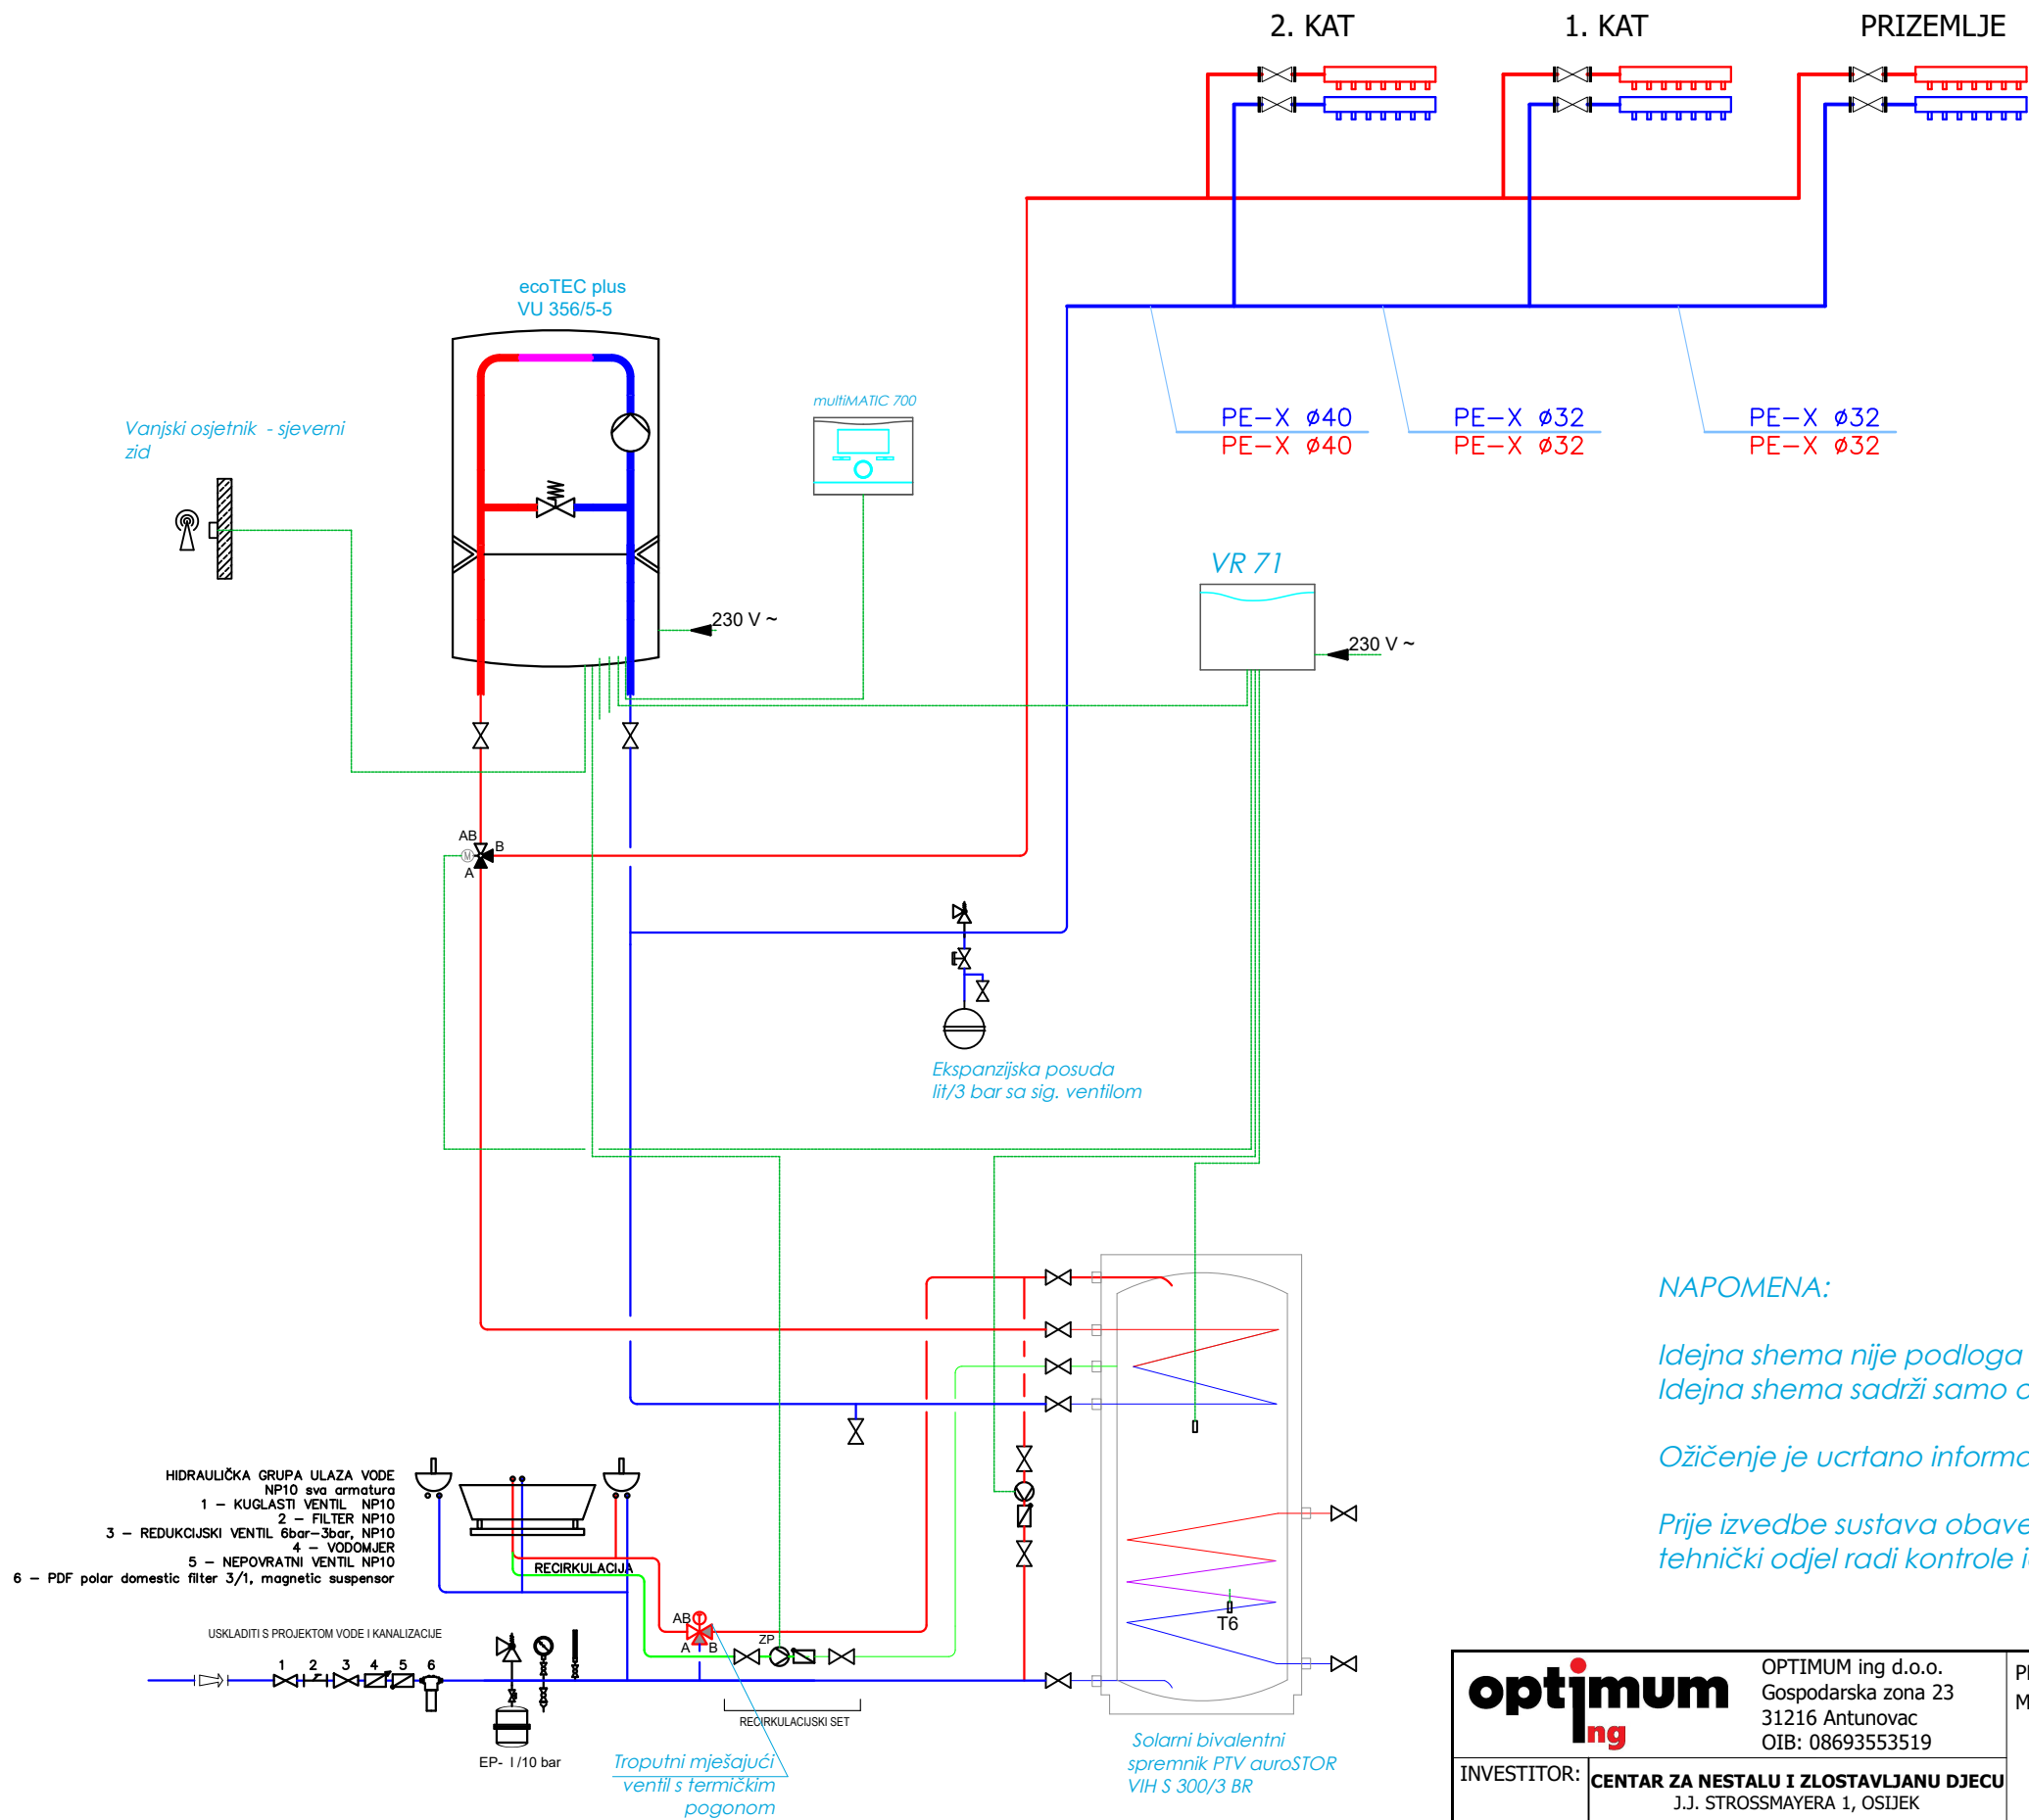 2. KAT
1. KAT
PRIZEMLJE
ecoTEC plus
VU 356/5-5
multiMATIC 700
Vanjski osjetnik - sjeverni
zid
PE-X ø40
PE-X ø40
PE-X ø32
PE-X ø32
PE-X ø32
PE-X ø32
VR 71
230 V ~
230 V ~
AB
B
M
A
Ekspanzijska posuda
lit/3 bar sa sig. ventilom
NAPOMENA:
Idejna shema nije podloga
Idejna shema sadrži samo
Ožičenje je ucrtano
Prije izvedbe sustava
tehnički odjel radi kontrole
HIDRAULIČKA GRUPA ULAZA VODE
NP10 sva armatura
1 - KUGLASTI VENTIL NP10
2 - FILTER NP10
3 - REDUKCIJSKI VENTIL 6bar-3bar, NP10
4 - VODOMJER
5 - NEPOVRATNI VENTIL NP10
6 - PDF polar domestic filter 3/1, magnetic suspensor
RECIRKULACIJA
USKLADITI S PROJEKTOM VODE I KANALIZACIJE
1 2 3 4 5 6
AB
T
A B
ZP
T6
RECIRKULACIJSKI SET
EP- l /10 bar
Troputni mješajući
ventil s termičkim
pogonom
Solarni bivalentni
spremnik PTV auroSTOR
VIH S 300/3 BR
optimum
ing
OPTIMUM ing d.o.o.
Gospodarska zona 23
31216 Antunovac
OIB: 08693553519
INVESTITOR:
CENTAR ZA NESTALU I ZLOSTAVLJANU DJECU
J.J. STROSSMAYERA 1, OSIJEK